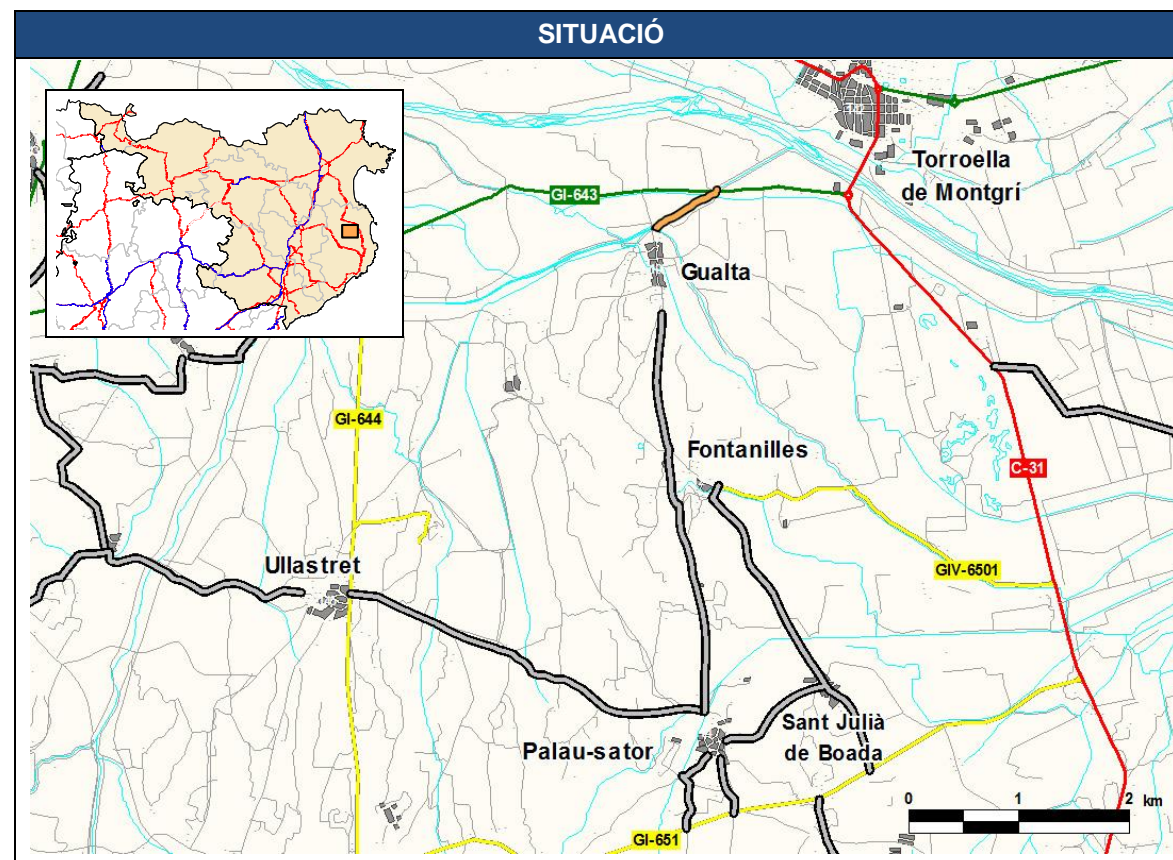 SITUACIÓ
Torroella
de Montgrí
GI-643
Gualta
GI-644
Fontanilles
C-31
Ullastret
GIV-6501
Sant Julià
de Boada
Palau-sator
0 1 2 km
GI-651